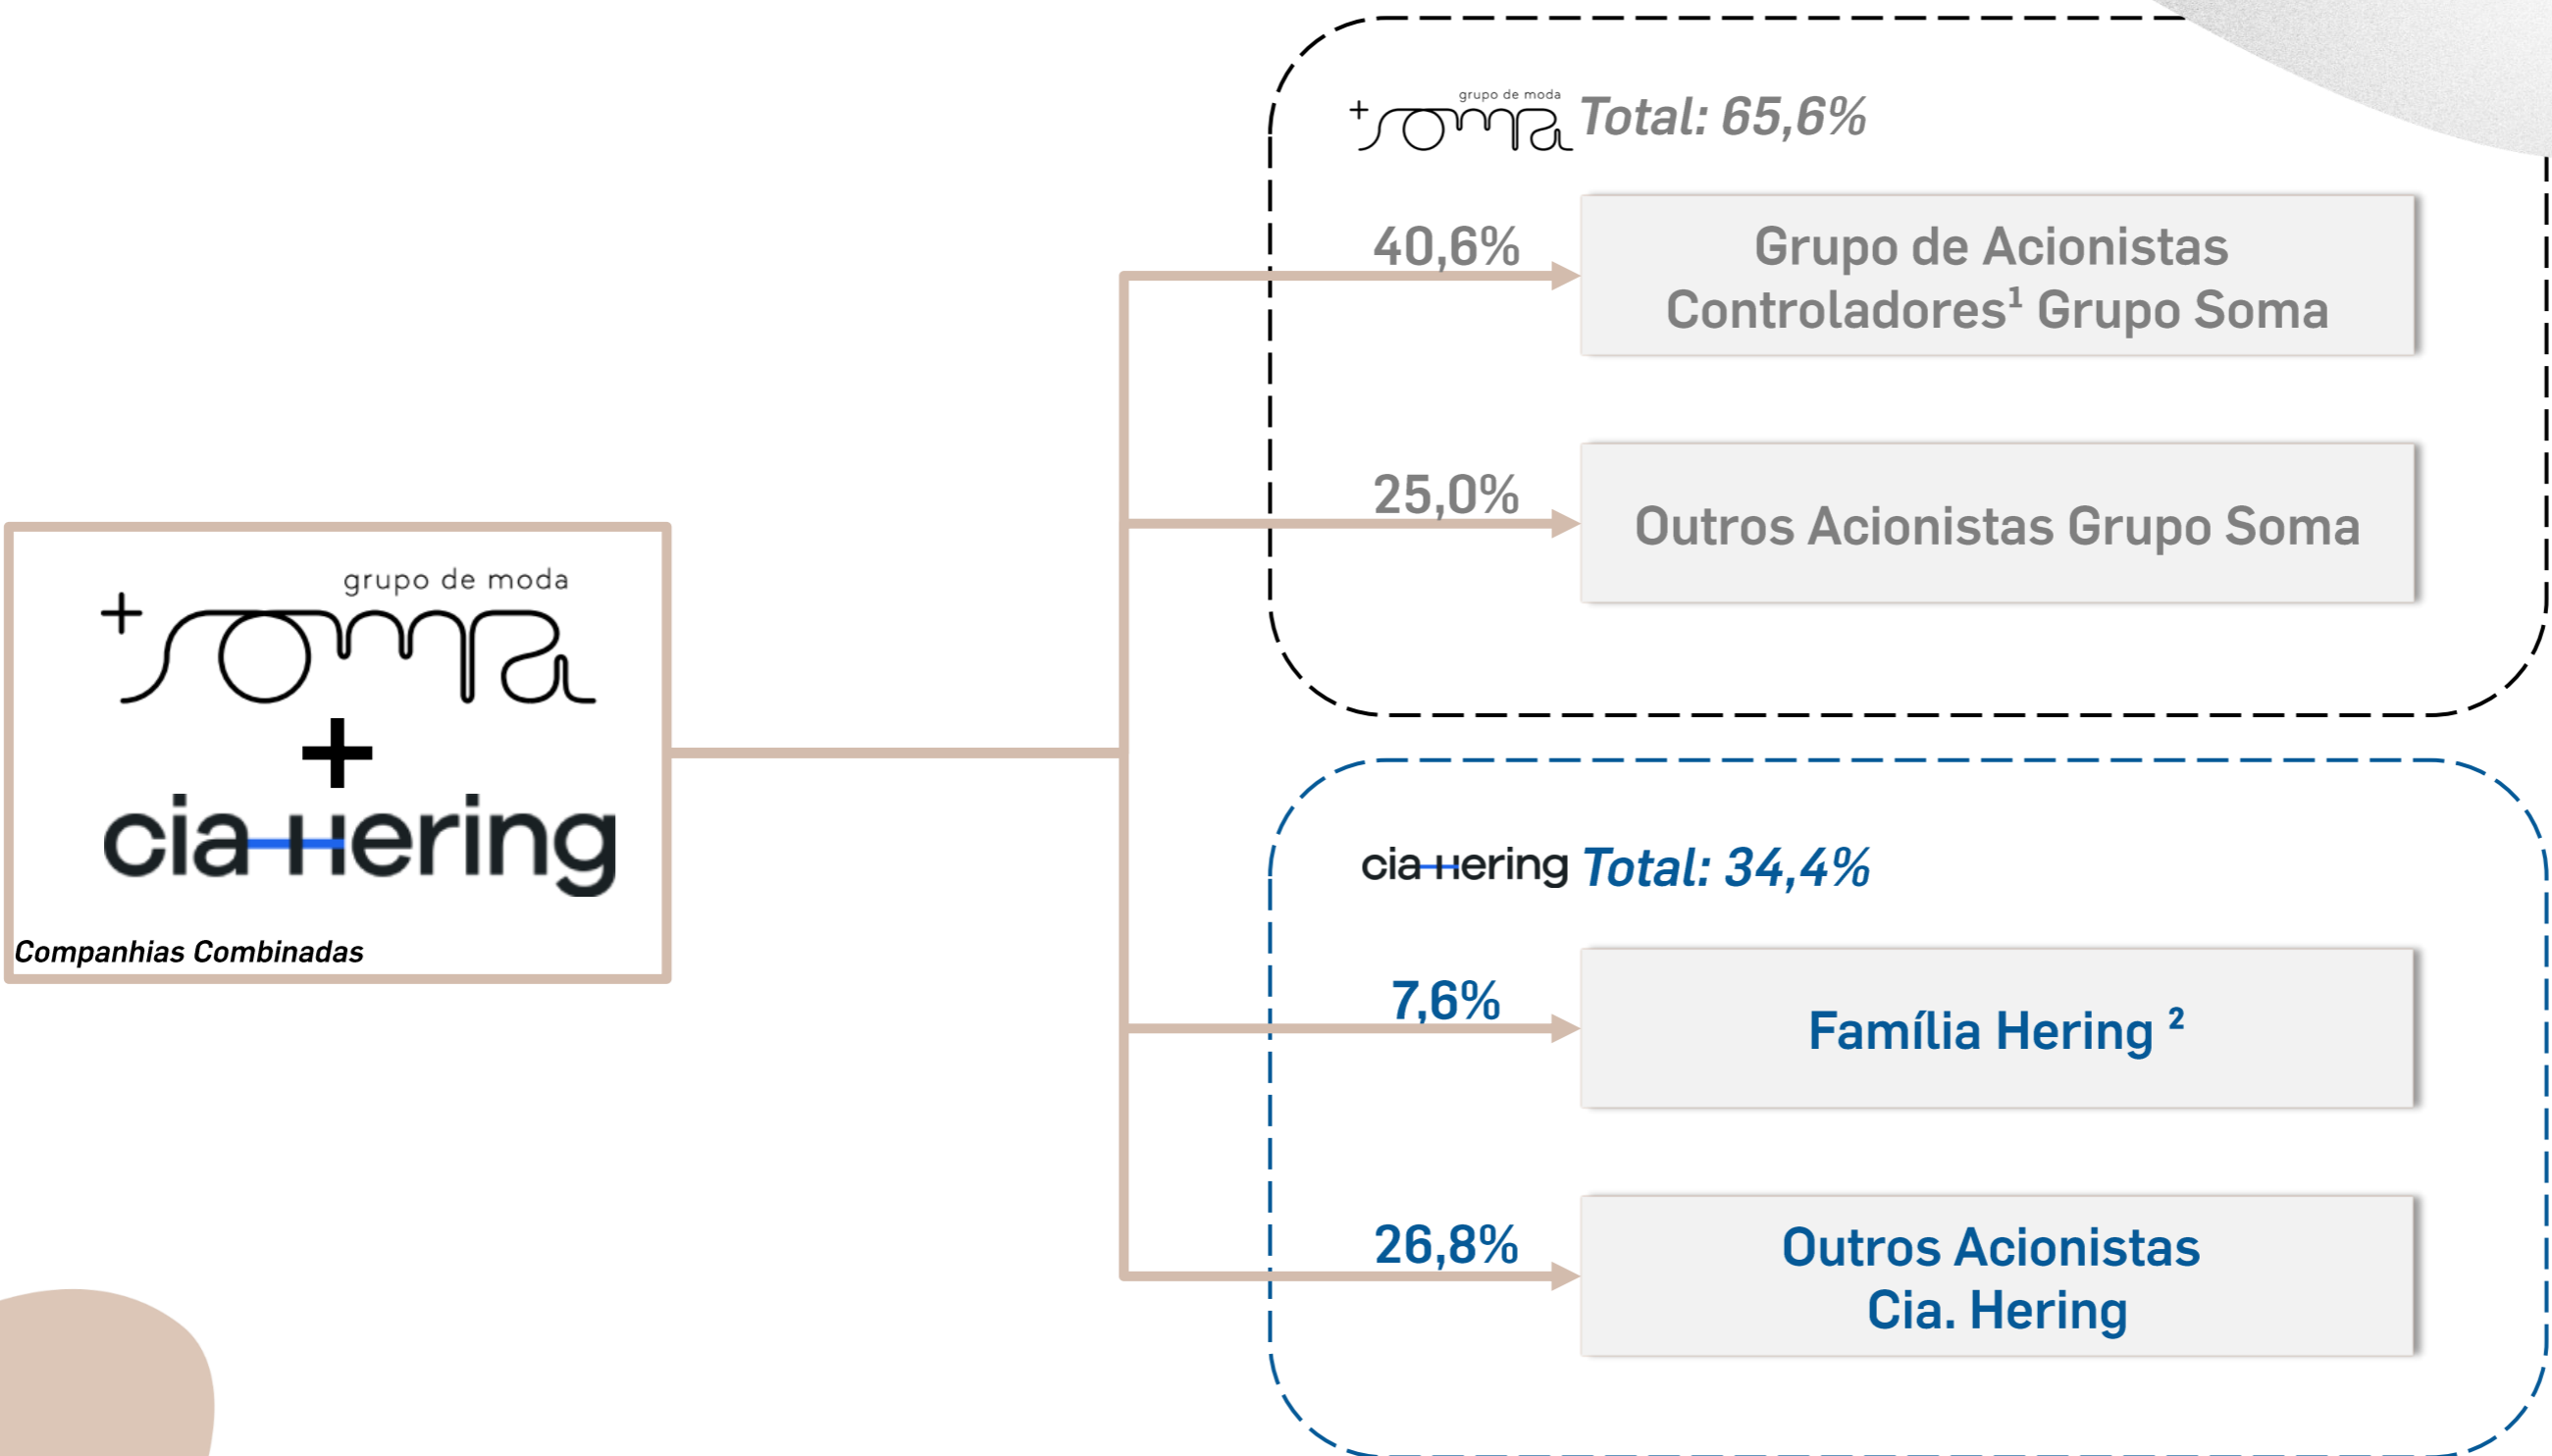 grupo de moda
+soma
+
cia Hering
Companhias Combinadas
grupo de moda
+soma Total: 65,6%
40,6%
Grupo de Acionistas
Controladores¹ Grupo Soma
25,0%
Outros Acionistas Grupo Soma
cia Hering Total: 34,4%
7,6%
Família Hering ²
26,8%
Outros Acionistas
Cia. Hering